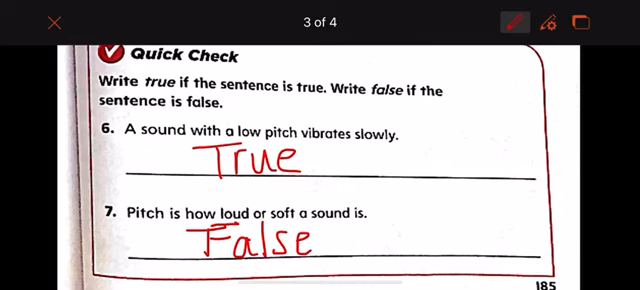 3 of 4
Quick Check
Write true if the sentence is true. Write false if the
sentence is false.
6. A sound with a low pitch vibrates slowly.
True
7. Pitch is how loud or soft a sound is.
False
185